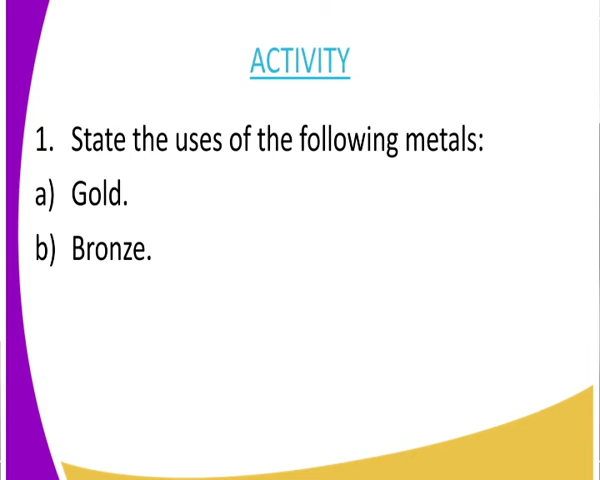 ACTIVITY
1. State the uses of the following metals:
a) Gold.
b) Bronze.